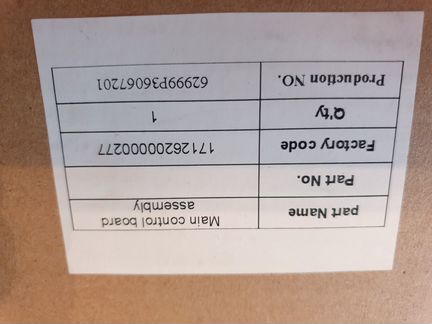 part Name Main control board assembly
Part No.
Factory code 17126200000277
Q'ty 1
Production NO. 62999P36067201